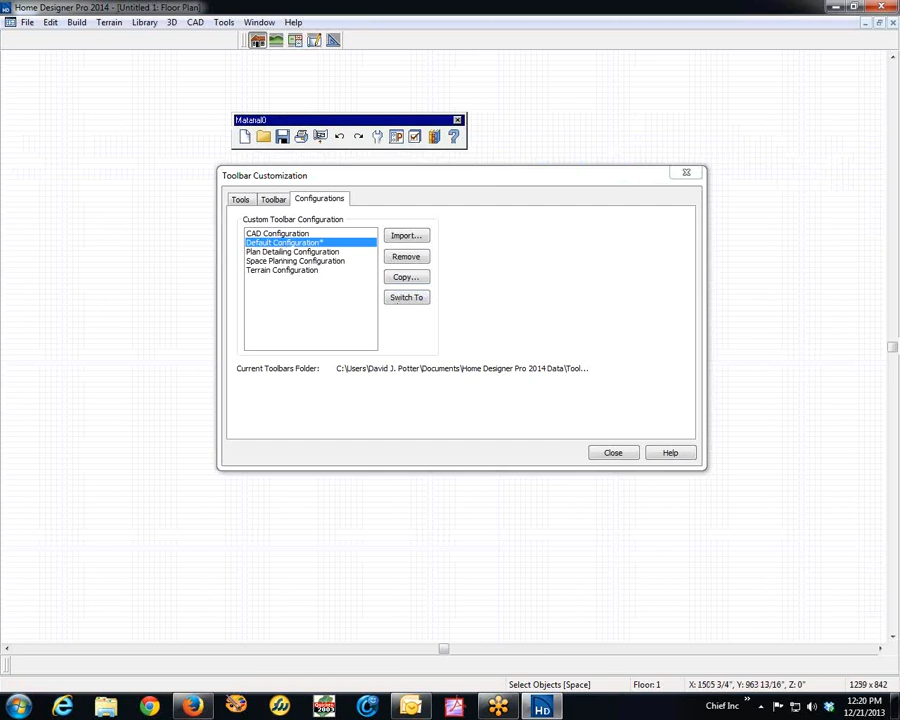 Home Designer Pro 2014 - [Untitled 1: Floor Plan]
File Edit Build Terrain Library 3D CAD Tools Window Help
Toolbar Customization
Tools Toolbar Configurations
Custom Toolbar Configuration
CAD Configuration
Default Configuration*
Plan Detailing Configuration
Space Planning Configuration
Terrain Configuration
Import...
Remove
Copy...
Switch To
Current Toolbars Folder: C:\Users\David J. Potter\Documents\Home Designer Pro 2014 Data\Tool...
Close Help
Select Objects [Space] Floor: 1 X: 1505 3/4", Y: 963 13/16", Z: 0" 1239 x 842
Chief Inc
12:20 PM
12/21/2013
HD